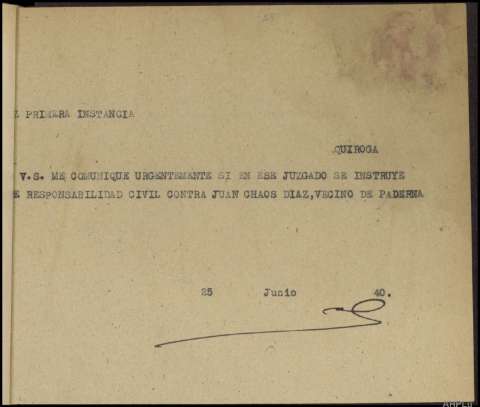 Z PRIMERA INSTANCIA
QUIROGA
V.S. ME COMUNIQUE URGENTEMENTE SI EN ESE JUZGADO SE INSTRUYE
E RESPONSABILIDAD CIVIL CONTRA JUAN CHAOS DIAZ,VECINO DE PADERNA
25 Junio 40.